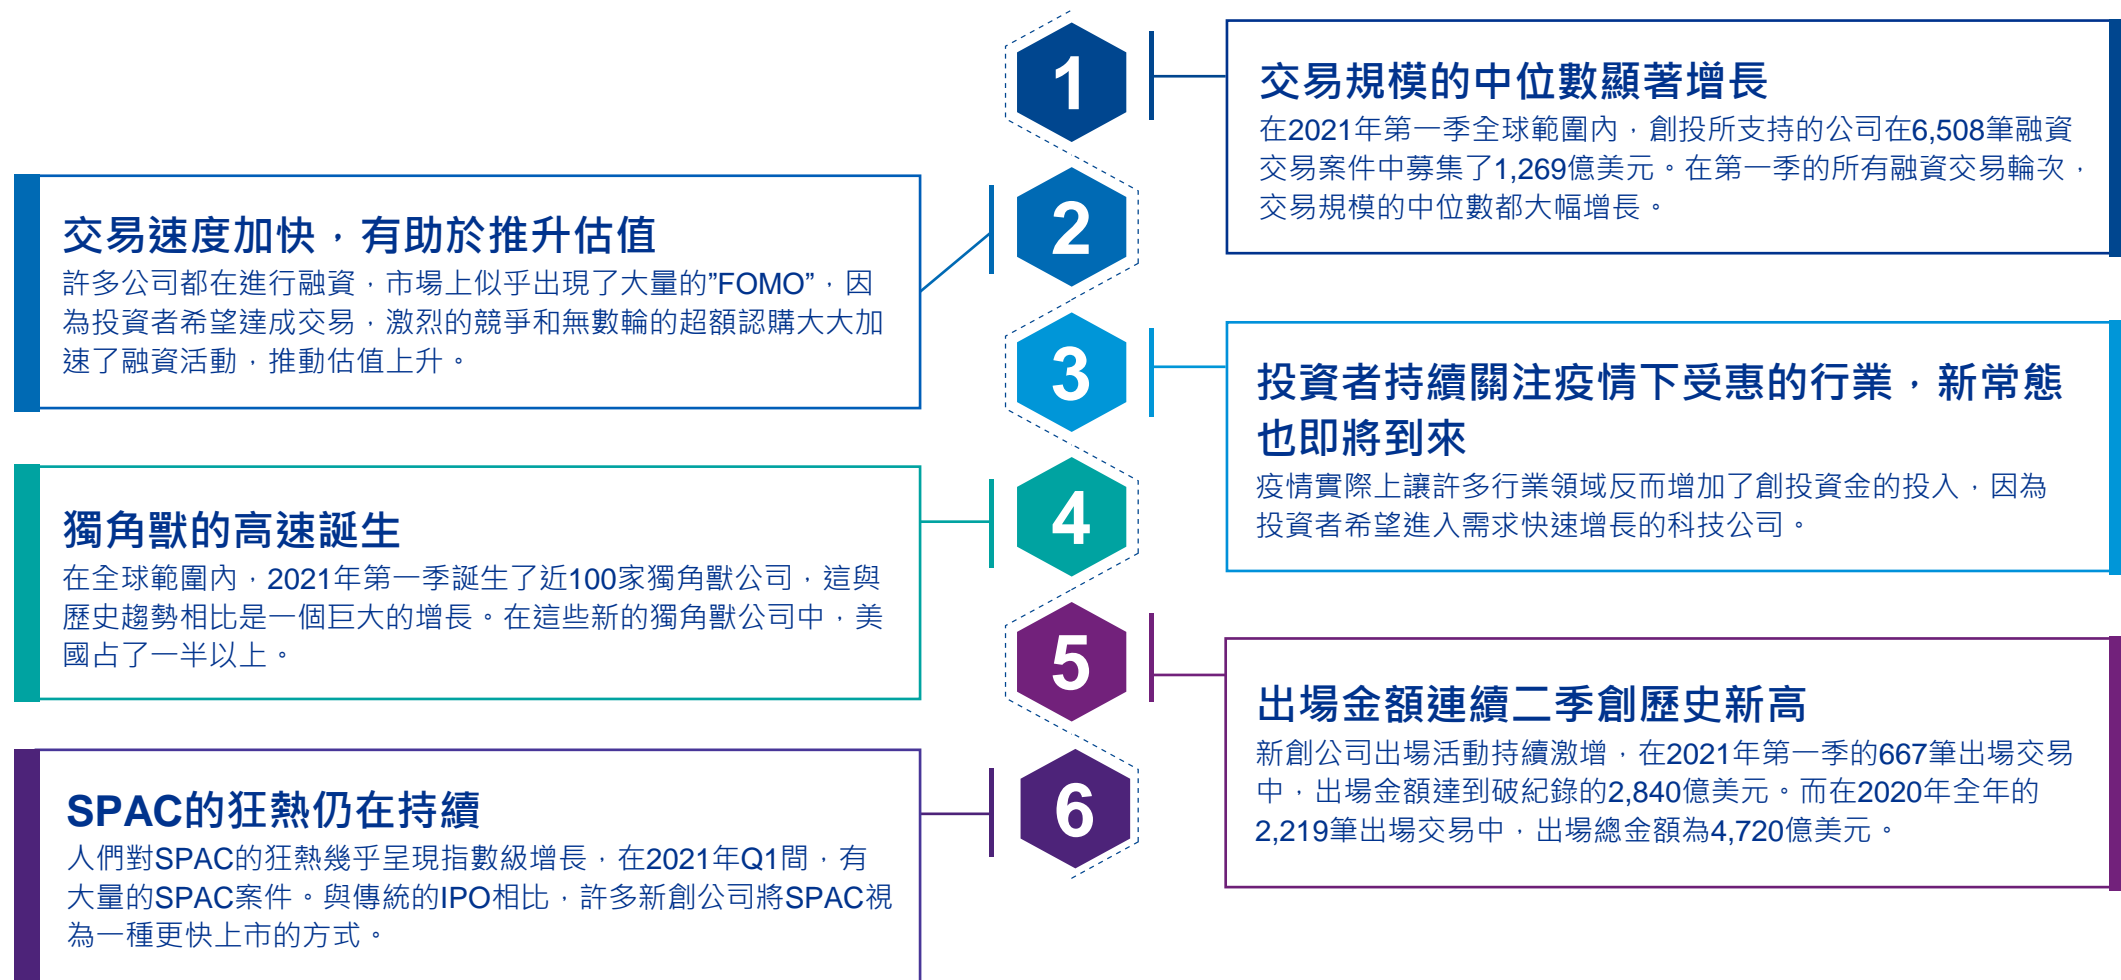 1
交易規模的中位數顯著增長
在2021年第一季全球範圍內，創投所支持的公司在6,508筆融資
交易案件中募集了1,269億美元。在第一季的所有融資交易輪次，
交易規模的中位數都大幅增長。
2
交易速度加快，有助於推升估值
許多公司都在進行融資，市場上似乎出現了大量的”FOMO”，因
為投資者希望達成交易，激烈的競爭和無數輪的超額認購大大加
速了融資活動，推動估值上升。
3
投資者持續關注疫情下受惠的行業，新常態
也即將到來
疫情實際上讓許多行業領域反而增加了創投資金的投入，因為
投資者希望進入需求快速增長的科技公司。
4
獨角獸的高速誕生
在全球範圍內，2021年第一季誕生了近100家獨角獸公司，這與
歷史趨勢相比是一個巨大的增長。在這些新的獨角獸公司中，美
國占了一半以上。
5
出場金額連續二季創歷史新高
新創公司出場活動持續激增，在2021年第一季的667筆出場交易
中，出場金額達到破紀錄的2,840億美元。而在2020年全年的
2,219筆出場交易中，出場總金額為4,720億美元。
6
SPAC的狂熱仍在持續
人們對SPAC的狂熱幾乎呈現指數級增長，在2021年Q1間，有
大量的SPAC案件。與傳統的IPO相比，許多新創公司將SPAC視
為一種更快上市的方式。